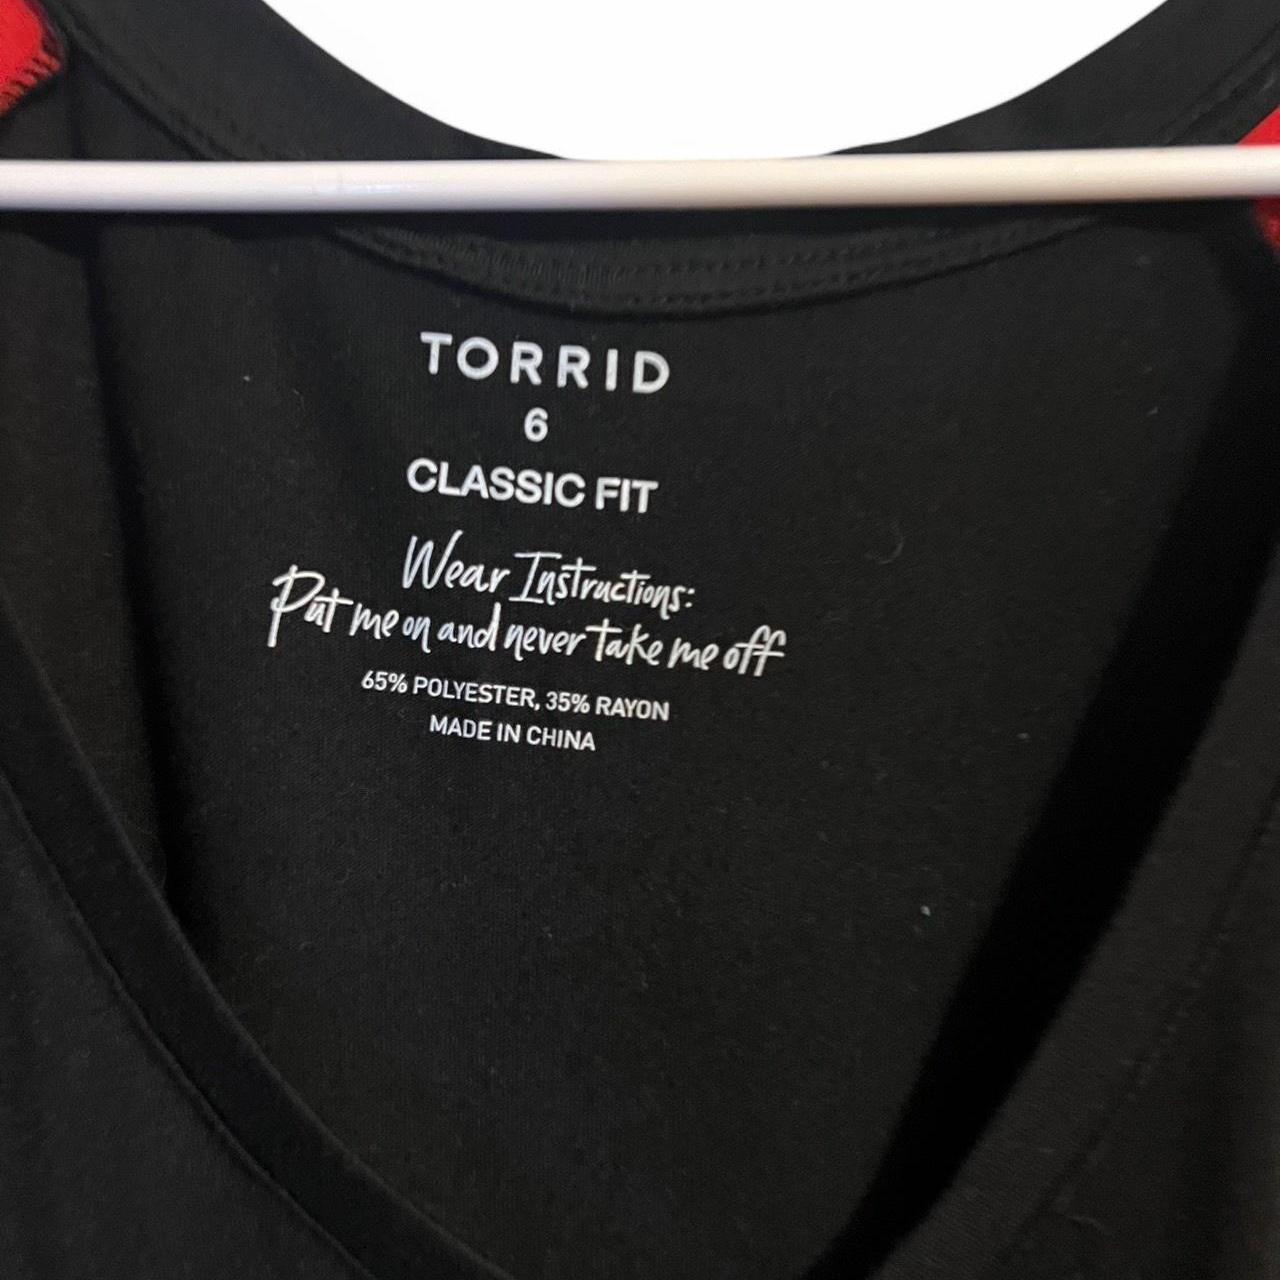 TORRID
6
CLASSIC FIT
Wear Instructions:
Put me on and never take me off
65% POLYESTER, 35% RAYON
MADE IN CHINA